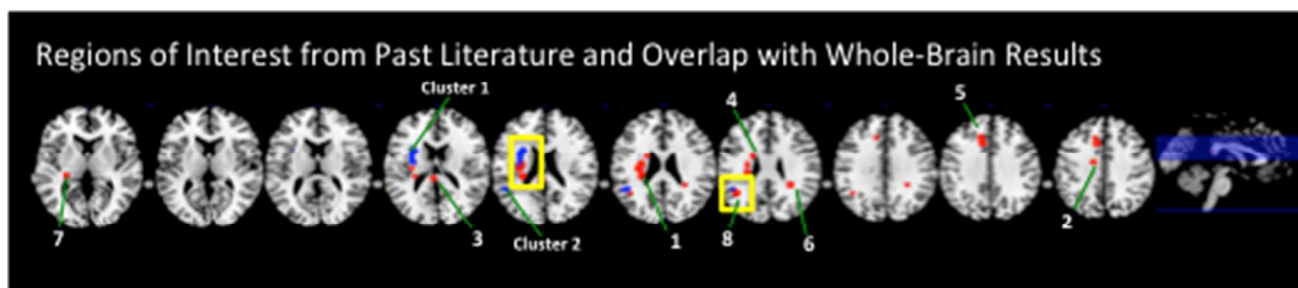 Regions of Interest from Past Literature and Overlap with Whole-Brain Results
Cluster 1
4
5
7
3
Cluster 2
1
8
6
2